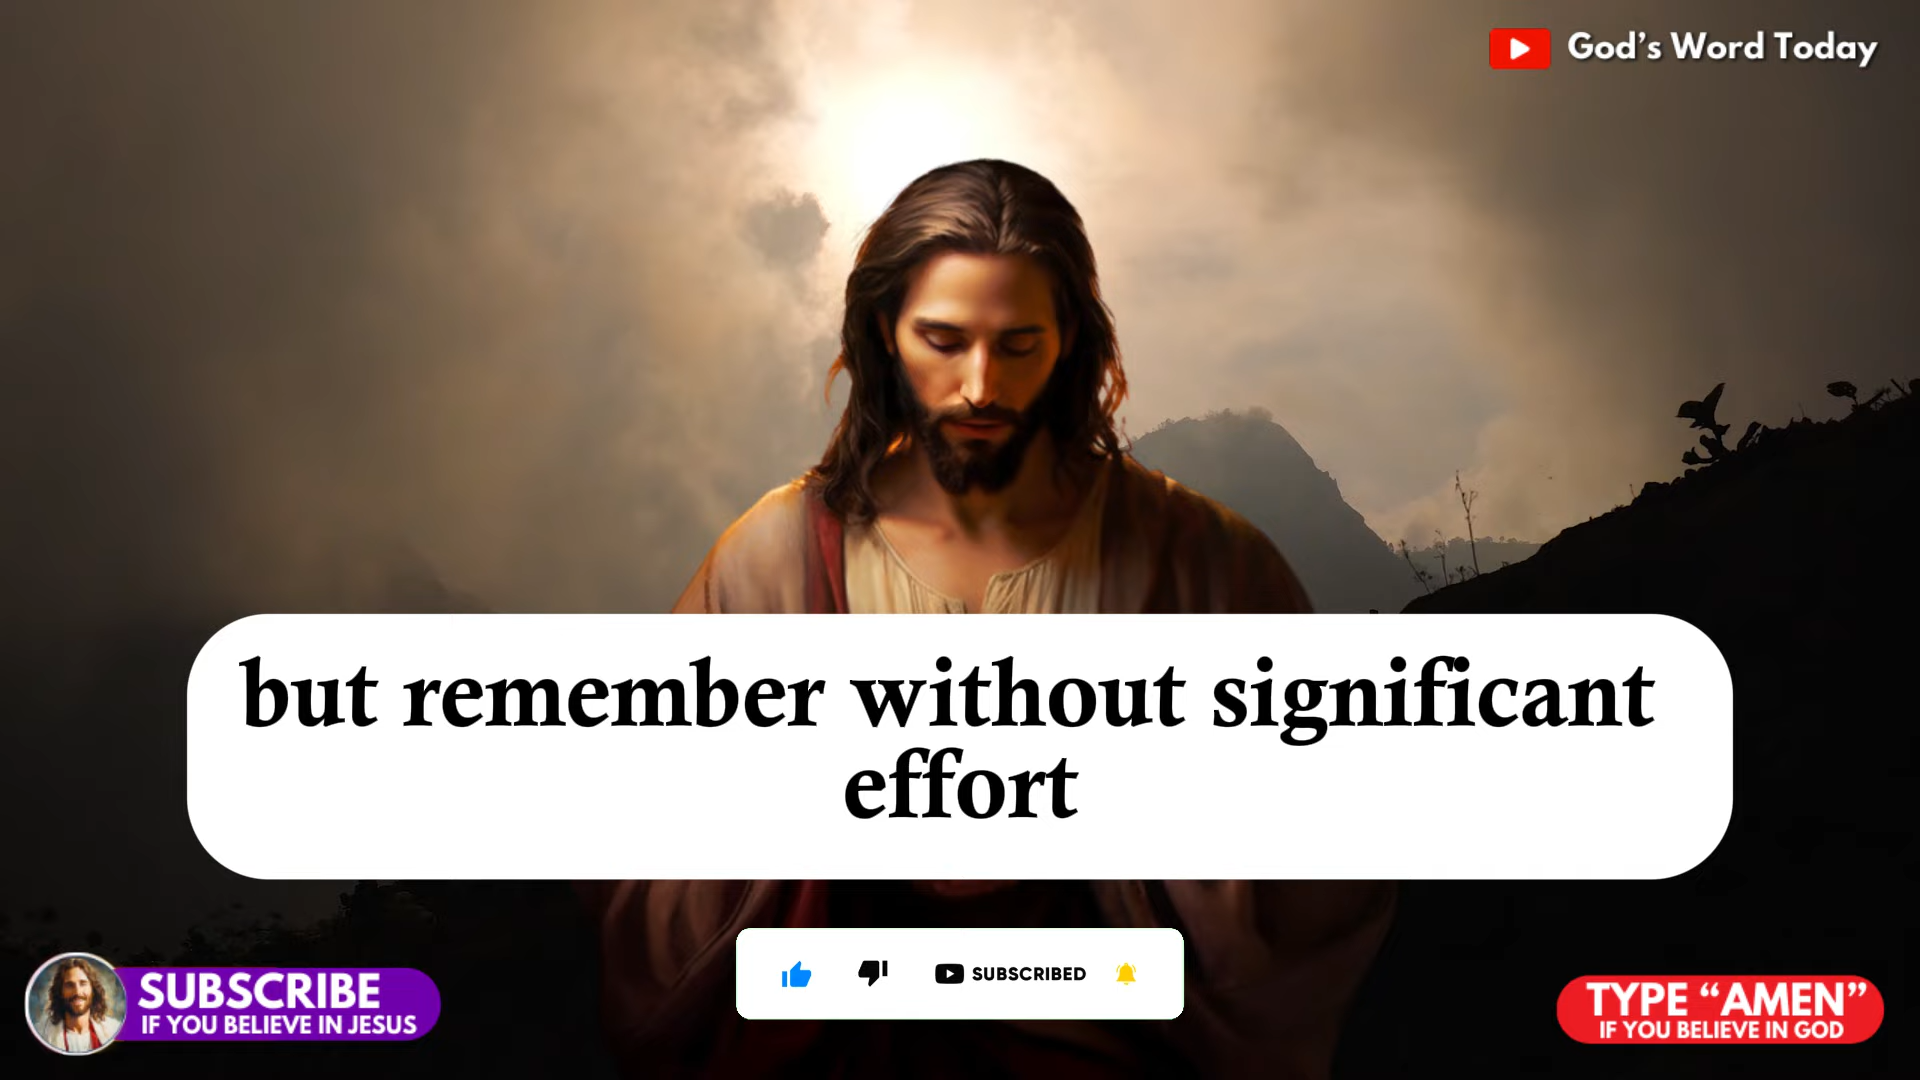 God’s Word Today
but remember without significant
effort
SUBSCRIBED
SUBSCRIBE
IF YOU BELIEVE IN JESUS
TYPE “AMEN”
IF YOU BELIEVE IN GOD